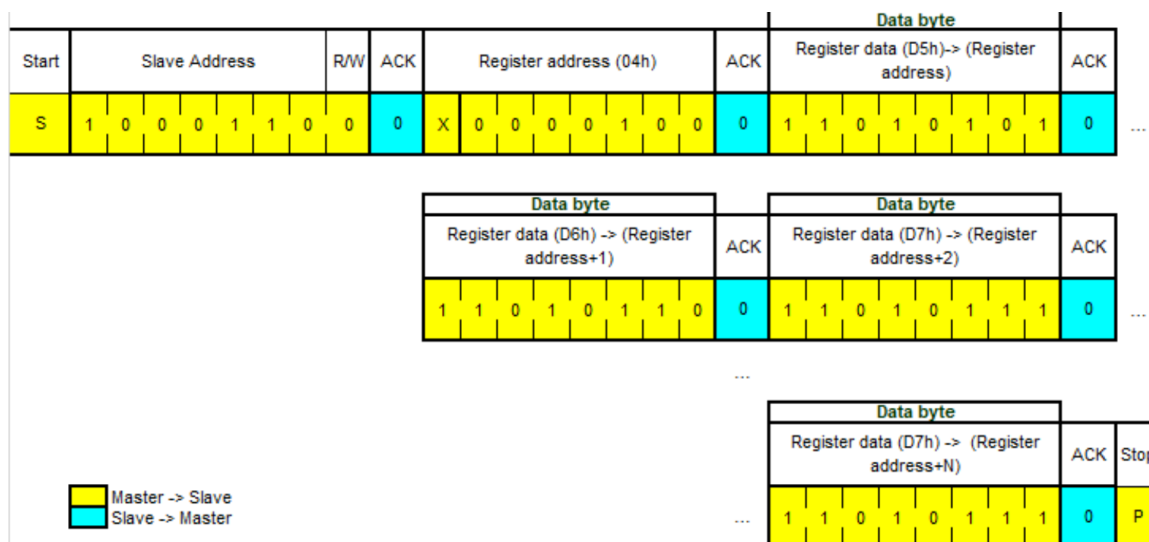 Data byte
Start Slave Address R/W ACK Register address (04h) ACK Register data (D5h)-> (Register address) ACK
S 1 0 0 0 1 1 0 0 0 X 0 0 0 0 1 0 0 0 1 1 0 1 0 1 0 1 0 ...
Data byte Data byte
Register data (D6h) -> (Register address+1) ACK Register data (D7h) -> (Register address+2) ACK
1 1 0 1 0 1 1 0 0 1 1 0 1 0 1 1 1 0 ...
...
Data byte
Register data (D7h) -> (Register address+N) ACK Stop
Master -> Slave
Slave -> Master
... 1 1 0 1 0 1 1 1 0 P